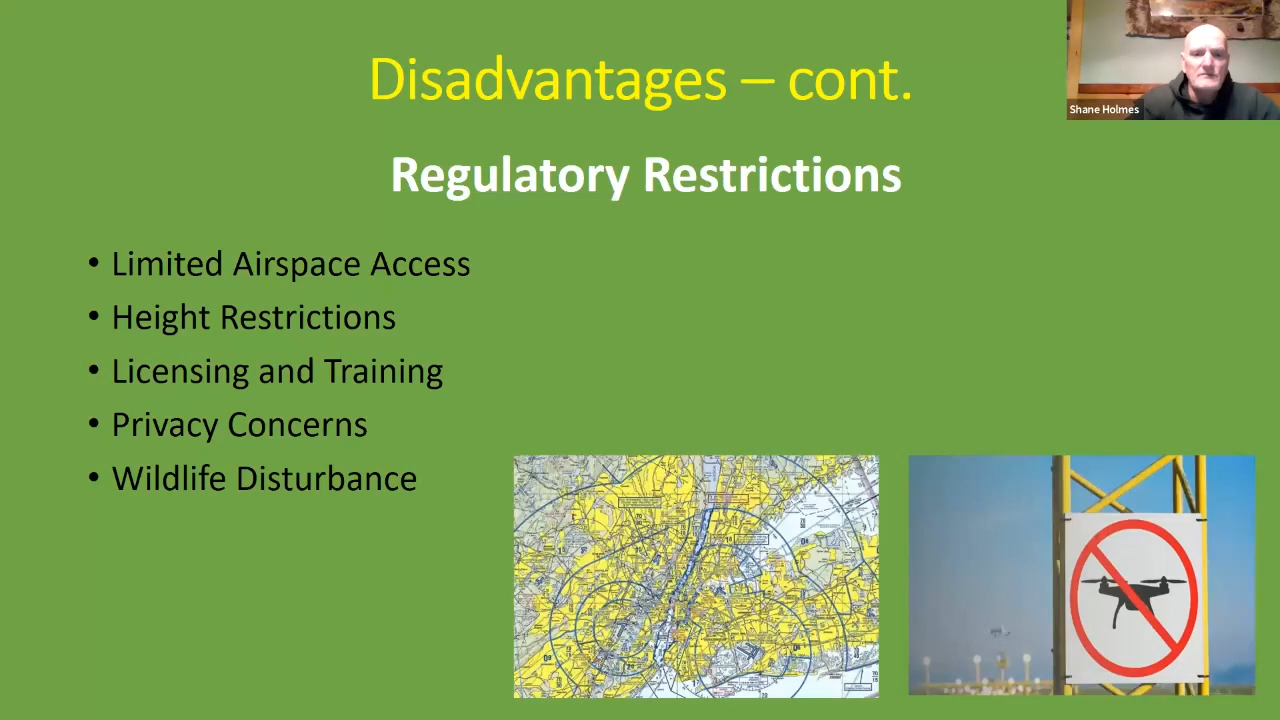 Disadvantages – cont.
Shane Holmes
Regulatory Restrictions
• Limited Airspace Access
• Height Restrictions
• Licensing and Training
• Privacy Concerns
• Wildlife Disturbance